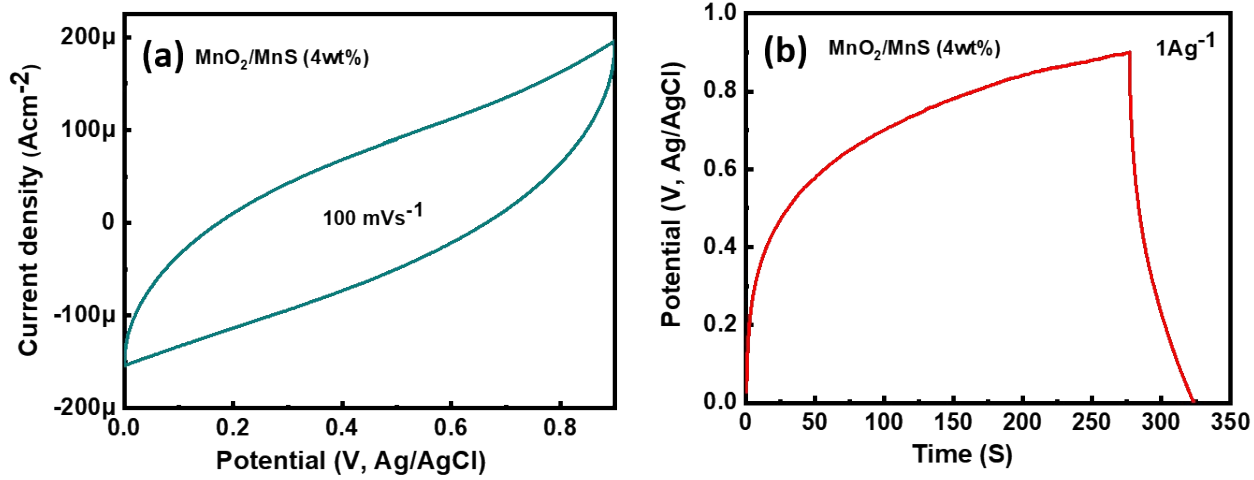 (a) MnO₂/MnS (4wt%)
200μ
100μ
0
-100μ
-200μ
Current density (Acm⁻²)
100 mVs⁻¹
0.0 0.2 0.4 0.6 0.8
Potential (V, Ag/AgCl)
(b) MnO₂/MnS (4wt%) 1Ag⁻¹
1.0
0.8
0.6
0.4
0.2
0.0
Potential (V, Ag/AgCl)
0 50 100 150 200 250 300 350
Time (S)